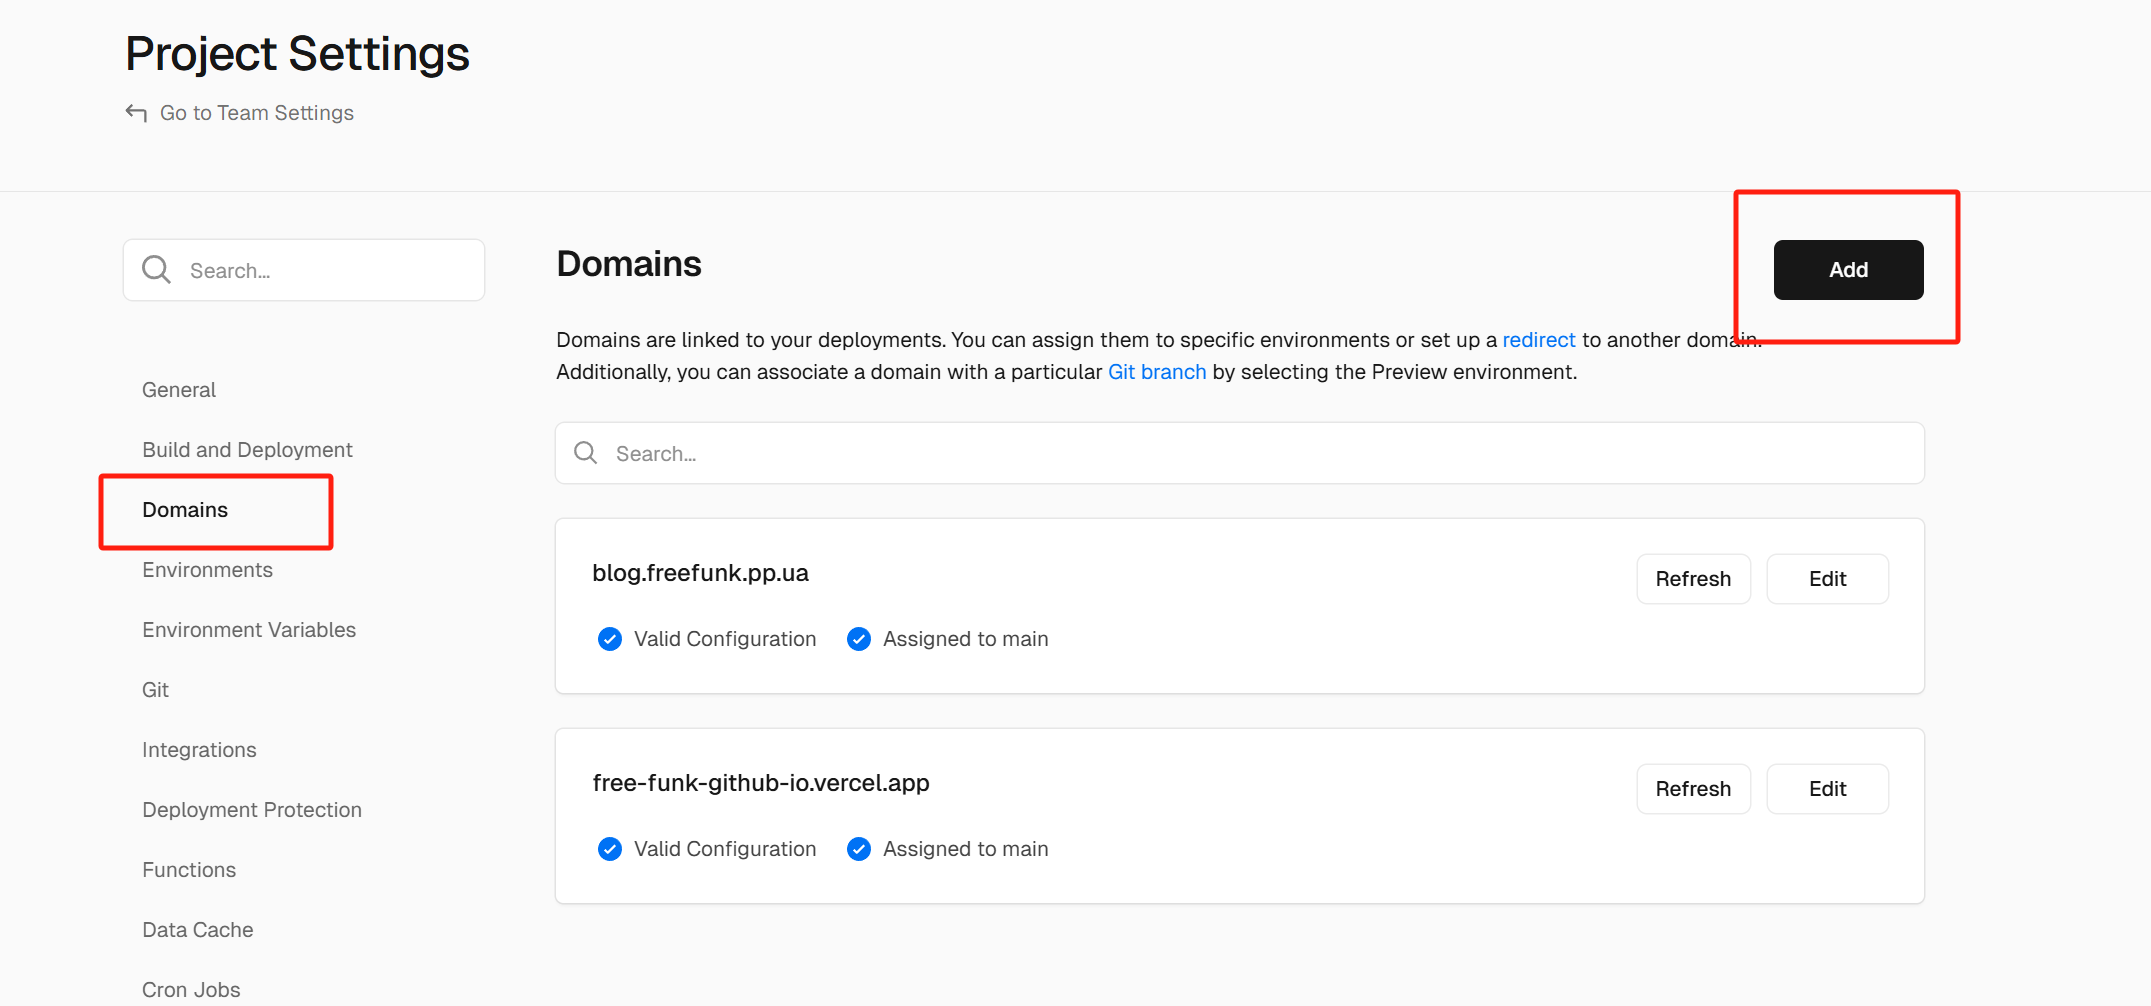 Project Settings
Go to Team Settings
Search...
General
Build and Deployment
Domains
Environments
Environment Variables
Git
Integrations
Deployment Protection
Functions
Data Cache
Cron Jobs
Domains
Add
Domains are linked to your deployments. You can assign them to specific environments or set up a redirect to another domain.
Additionally, you can associate a domain with a particular Git branch by selecting the Preview environment.
Search...
blog.freefunk.pp.ua
Refresh
Edit
Valid Configuration
Assigned to main
free-funk-github-io.vercel.app
Refresh
Edit
Valid Configuration
Assigned to main